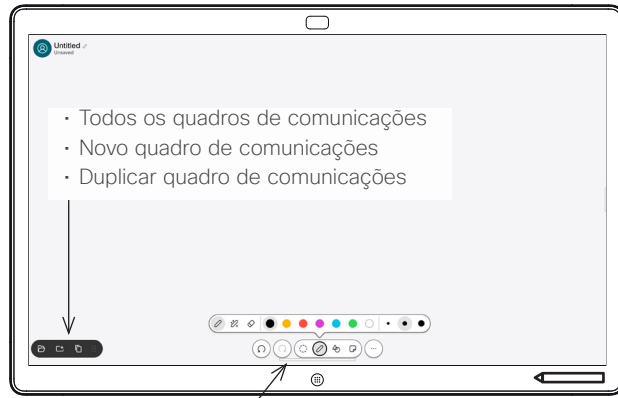 Untitled
Unsaved
· Todos os quadros de comunicações
· Novo quadro de comunicações
· Duplicar quadro de comunicações